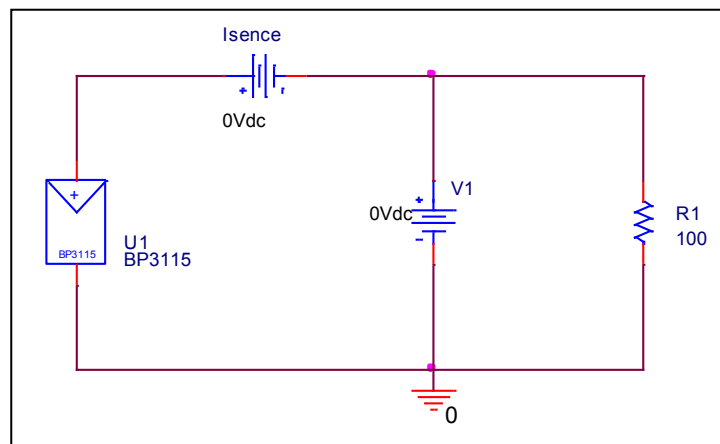 Isence
+
0Vdc
+
BP3115
U1
BP3115
+
V1
0Vdc
-
R1
100
0